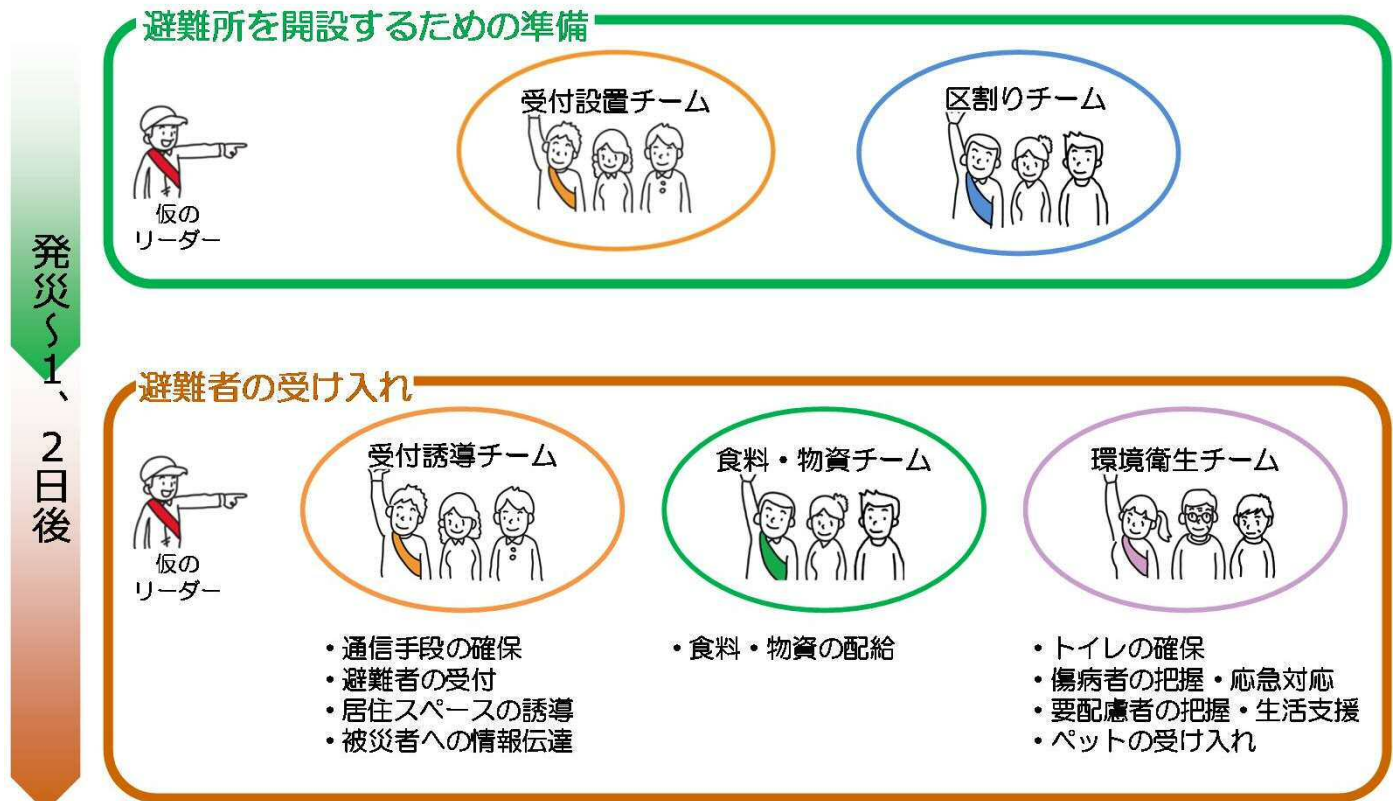 避難所を開設するための準備
受付設置チーム
区割りチーム
仮の
リーダー
発災～1、2日後
避難者の受け入れ
受付誘導チーム
食料・物資チーム
環境衛生チーム
仮の
リーダー
・通信手段の確保
・避難者の受付
・居住スペースの誘導
・被災者への情報伝達
・食料・物資の配給
・トイレの確保
・傷病者の把握・応急対応
・要配慮者の把握・生活支援
・ペットの受け入れ